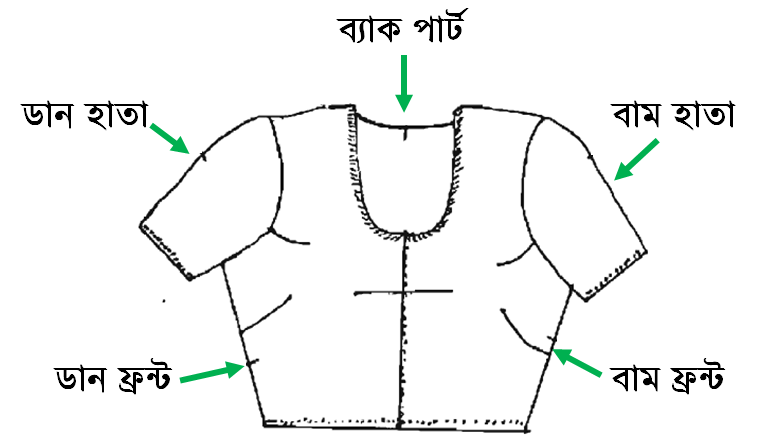 ব্যাক পার্ট
ডান হাতা
বাম হাতা
ডান ফ্রন্ট
বাম ফ্রন্ট